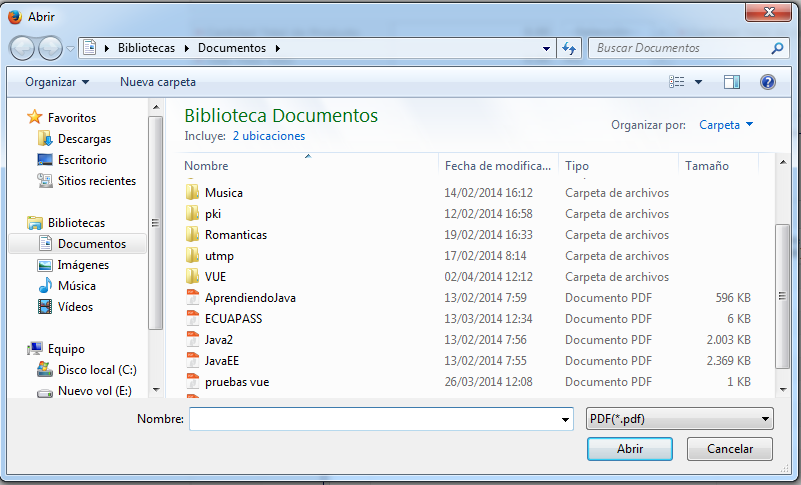 Abrir
Bibliotecas Documentos
Buscar Documentos
Organizar Nueva carpeta
Favoritos
Descargas
Escritorio
Sitios recientes
Bibliotecas
Documentos
Imágenes
Música
Vídeos
Equipo
Disco local (C:)
Nuevo vol (E:)
Biblioteca Documentos
Incluye: 2 ubicaciones
Organizar por: Carpeta
Nombre Fecha de modifica... Tipo Tamaño
Musica 14/02/2014 16:12 Carpeta de archivos
pki 12/02/2014 16:58 Carpeta de archivos
Romanticas 19/02/2014 16:33 Carpeta de archivos
utmp 17/02/2014 8:14 Carpeta de archivos
VUE 02/04/2014 12:12 Carpeta de archivos
AprendiendoJava 13/02/2014 7:59 Documento PDF 596 KB
ECUAPASS 13/03/2014 12:34 Documento PDF 6 KB
Java2 13/02/2014 7:56 Documento PDF 2.003 KB
JavaEE 13/02/2014 7:55 Documento PDF 2.369 KB
pruebas vue 26/03/2014 12:08 Documento PDF 1 KB
Nombre: PDF(*.pdf)
Abrir Cancelar